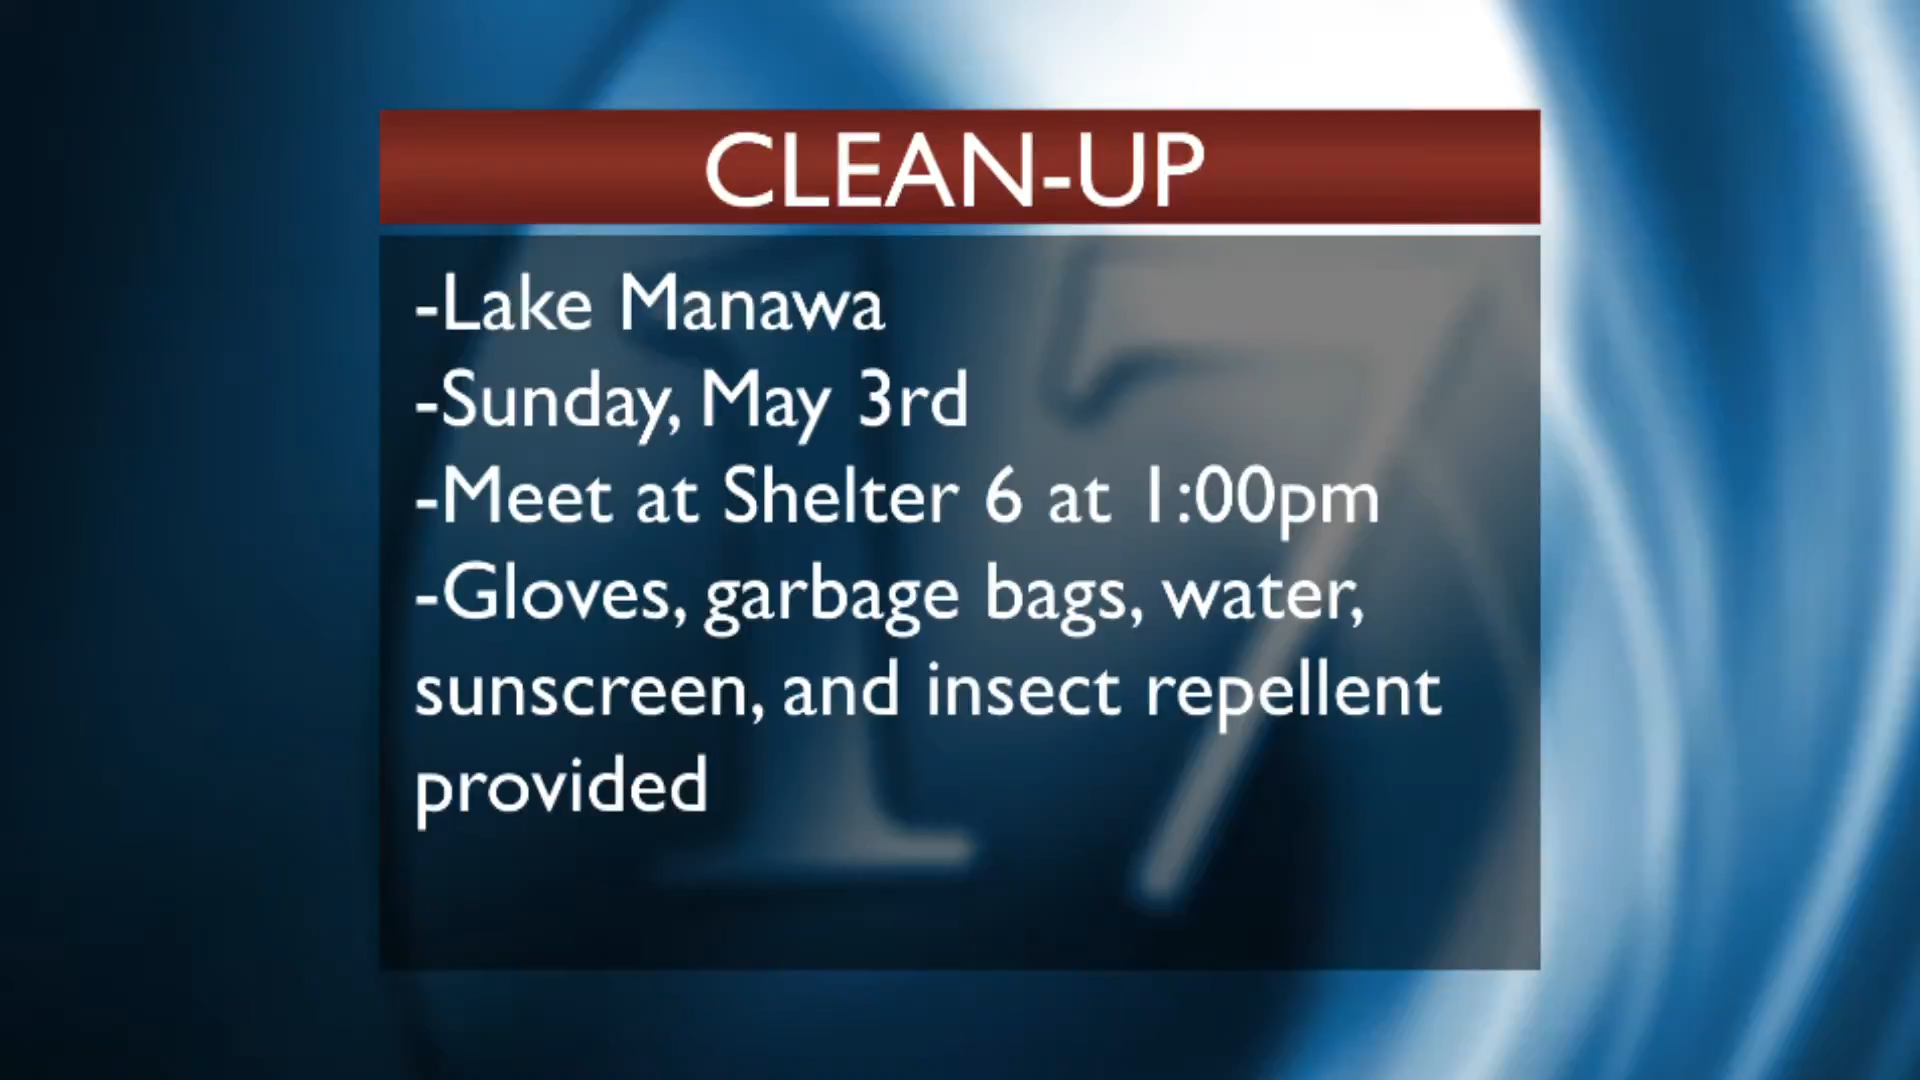 CLEAN-UP
-Lake Manawa
-Sunday, May 3rd
-Meet at Shelter 6 at 1:00pm
-Gloves, garbage bags, water,
sunscreen, and insect repellent
provided
17